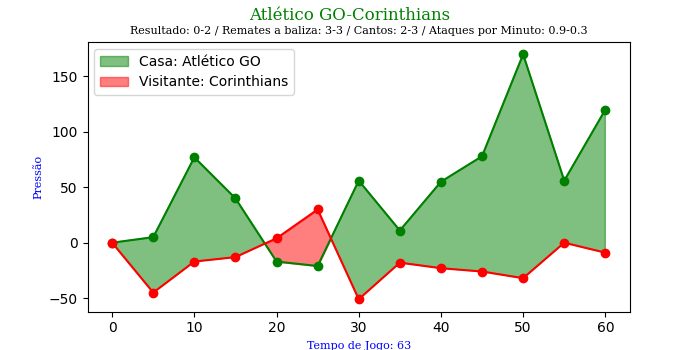 Atlético GO-Corinthians
Resultado: 0-2 / Remates a baliza: 3-3 / Cantos: 2-3 / Ataques por Minuto: 0.9-0.3
Casa: Atlético GO
Visitante: Corinthians
Pressão
150
100
50
0
−50
0 10 20 30 40 50 60
Tempo de Jogo: 63